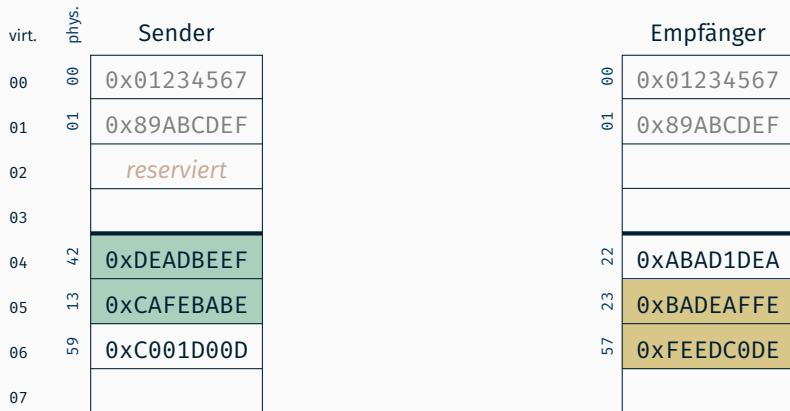 virt. phys. Sender Empfänger
00 00 0x01234567 00 0x01234567
01 01 0x89ABCDEF 01 0x89ABCDEF
02 reserviert
03
04 42 0xDEADBEEF 22 0xABAD1DEA
05 13 0xCAFEBABE 23 0xBADEAFFE
06 59 0xC001D00D 57 0xFEEDC0DE
07